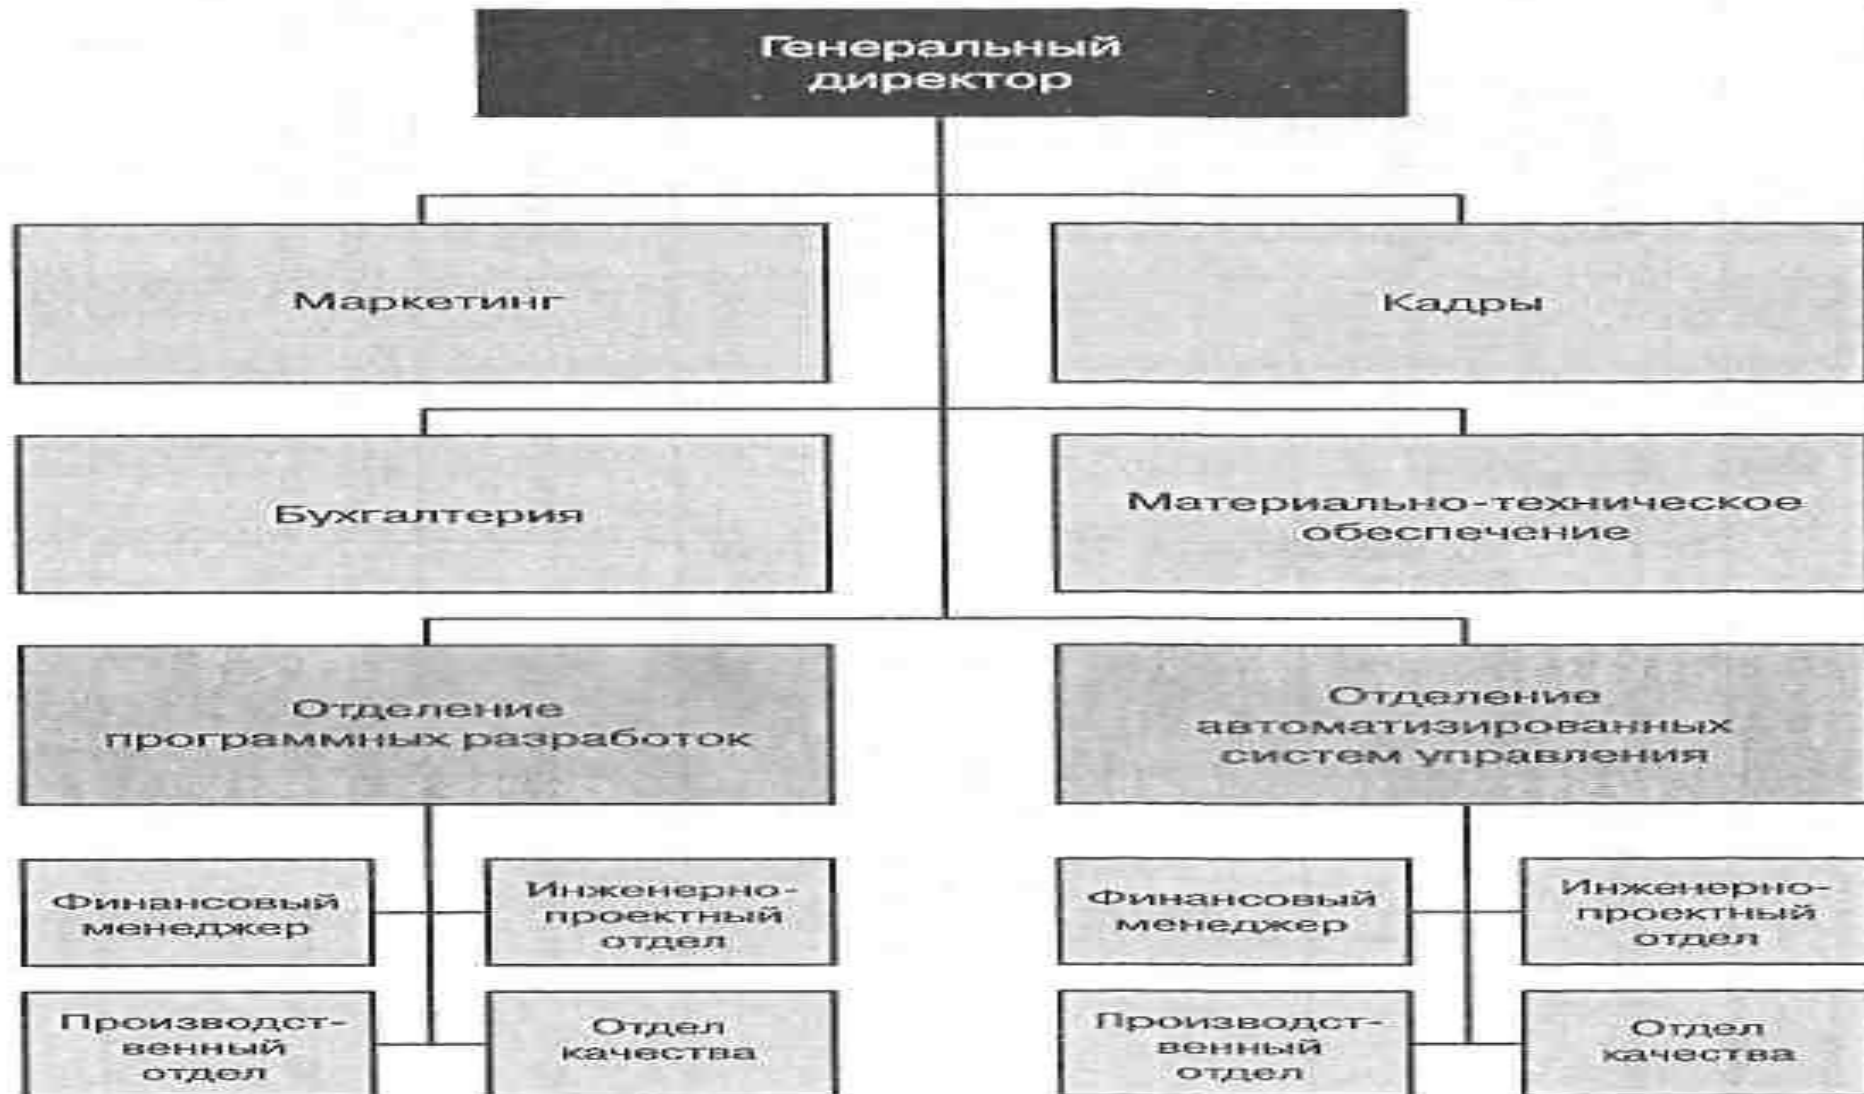 Генеральный
директор
Маркетинг
Кадры
Бухгалтерия
Материально-техническое
обеспечение
Отделение
программных разработок
Отделение
автоматизированных
систем управления
Финансовый
менеджер
Инженерно-
проектный
отдел
Финансовый
менеджер
Инженерно-
проектный
отдел
Производст-
венный
отдел
Отдел
качества
Производст-
венный
отдел
Отдел
качества